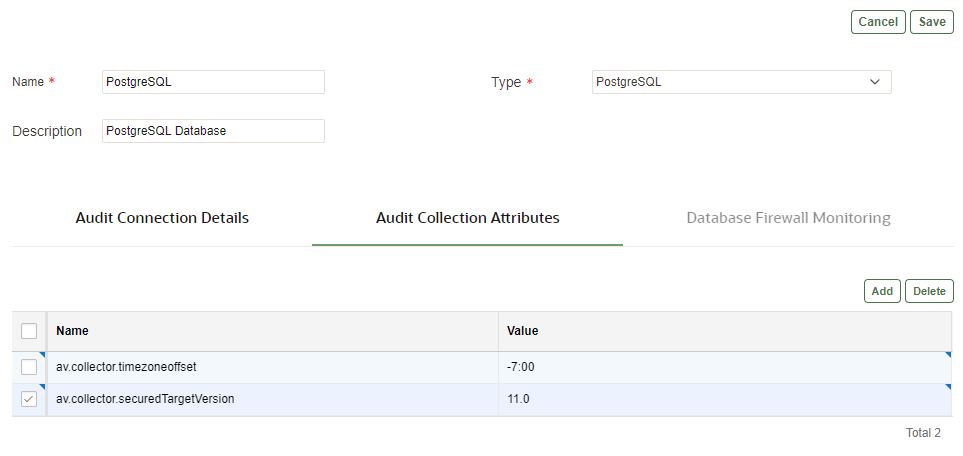 Cancel Save
Name * PostgreSQL Type * PostgreSQL
Description PostgreSQL Database
Audit Connection Details Audit Collection Attributes Database Firewall Monitoring
Add Delete
Name Value
av.collector.timezoneoffset -7:00
av.collector.securedTargetVersion 11.0
Total 2